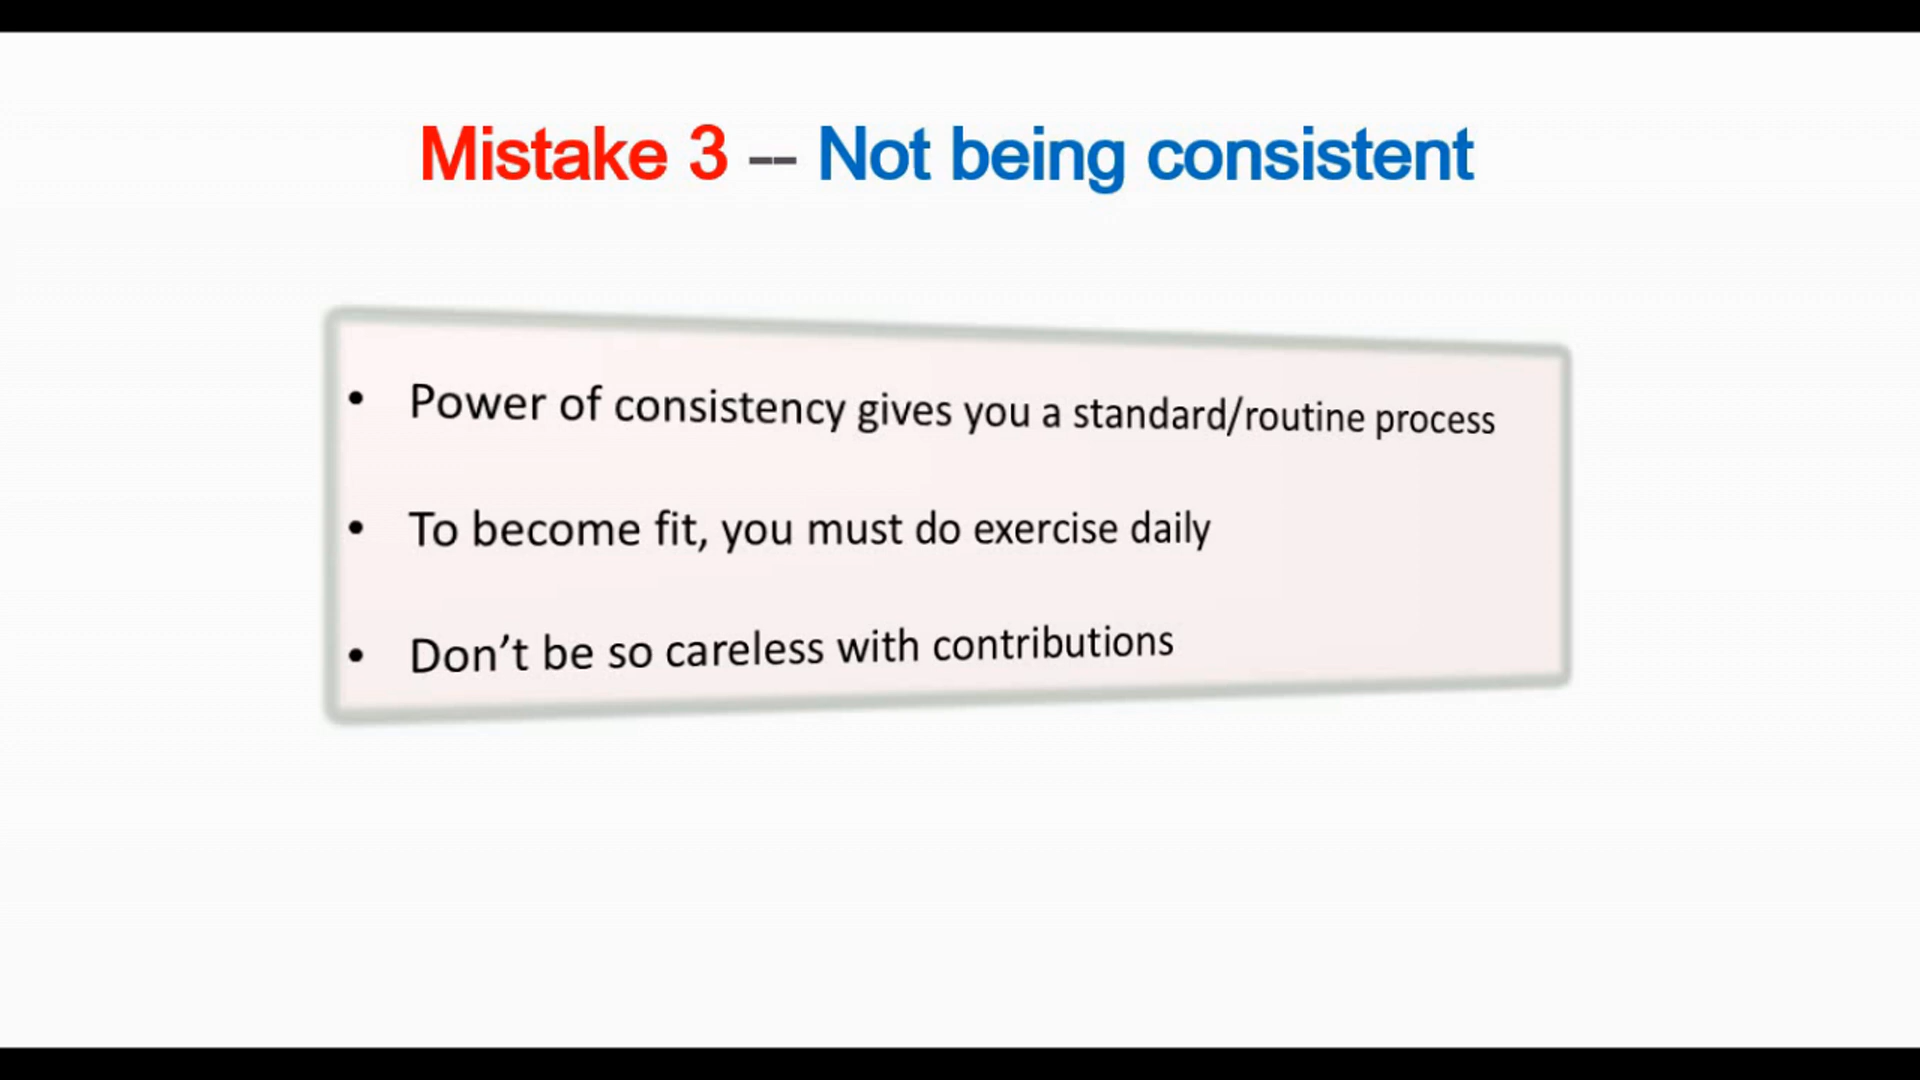 Mistake 3 -- Not being consistent
• Power of consistency gives you a standard/routine process
• To become fit, you must do exercise daily
• Don’t be so careless with contributions